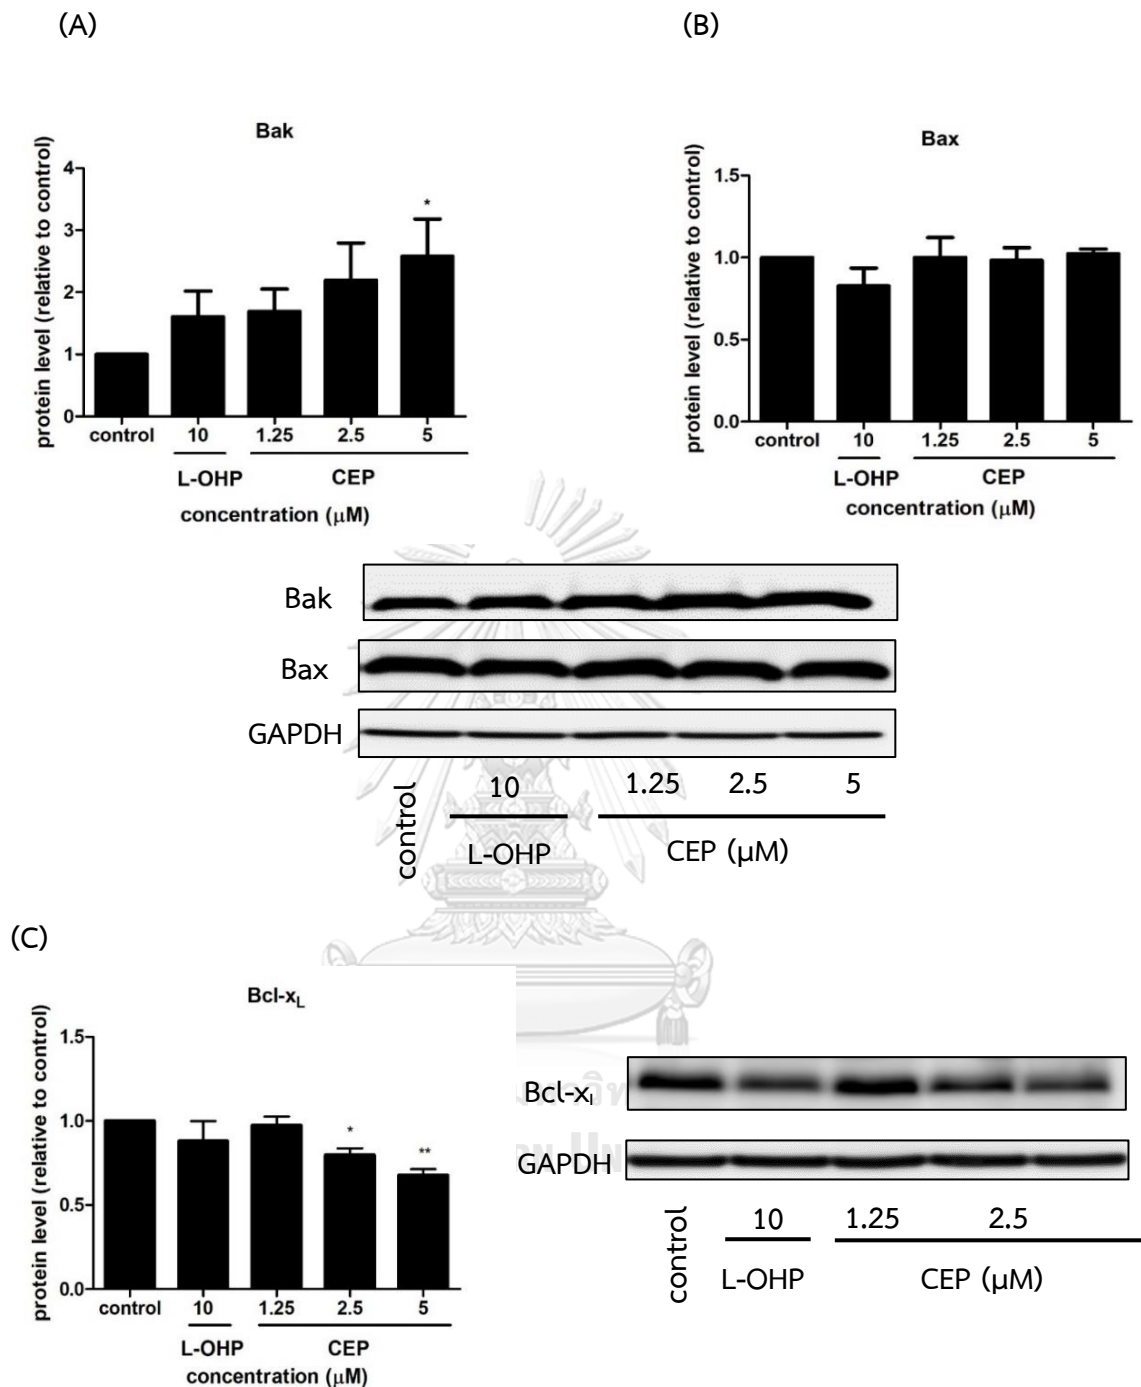 (A)
(B)
Bak
protein level (relative to control)
4
3
2
1
0
*
control 10 1.25 2.5 5
L-OHP CEP
concentration (µM)
Bax
protein level (relative to control)
1.5
1.0
0.5
0.0
control 10 1.25 2.5 5
L-OHP CEP
concentration (µM)
Bak
Bax
GAPDH
control 10 1.25 2.5 5
L-OHP CEP (µM)
(C)
Bcl-xL
protein level (relative to control)
1.5
1.0
0.5
0.0
* **
control 10 1.25 2.5 5
L-OHP CEP
concentration (µM)
Bcl-xL
GAPDH
control 10 1.25 2.5
L-OHP CEP (µM)